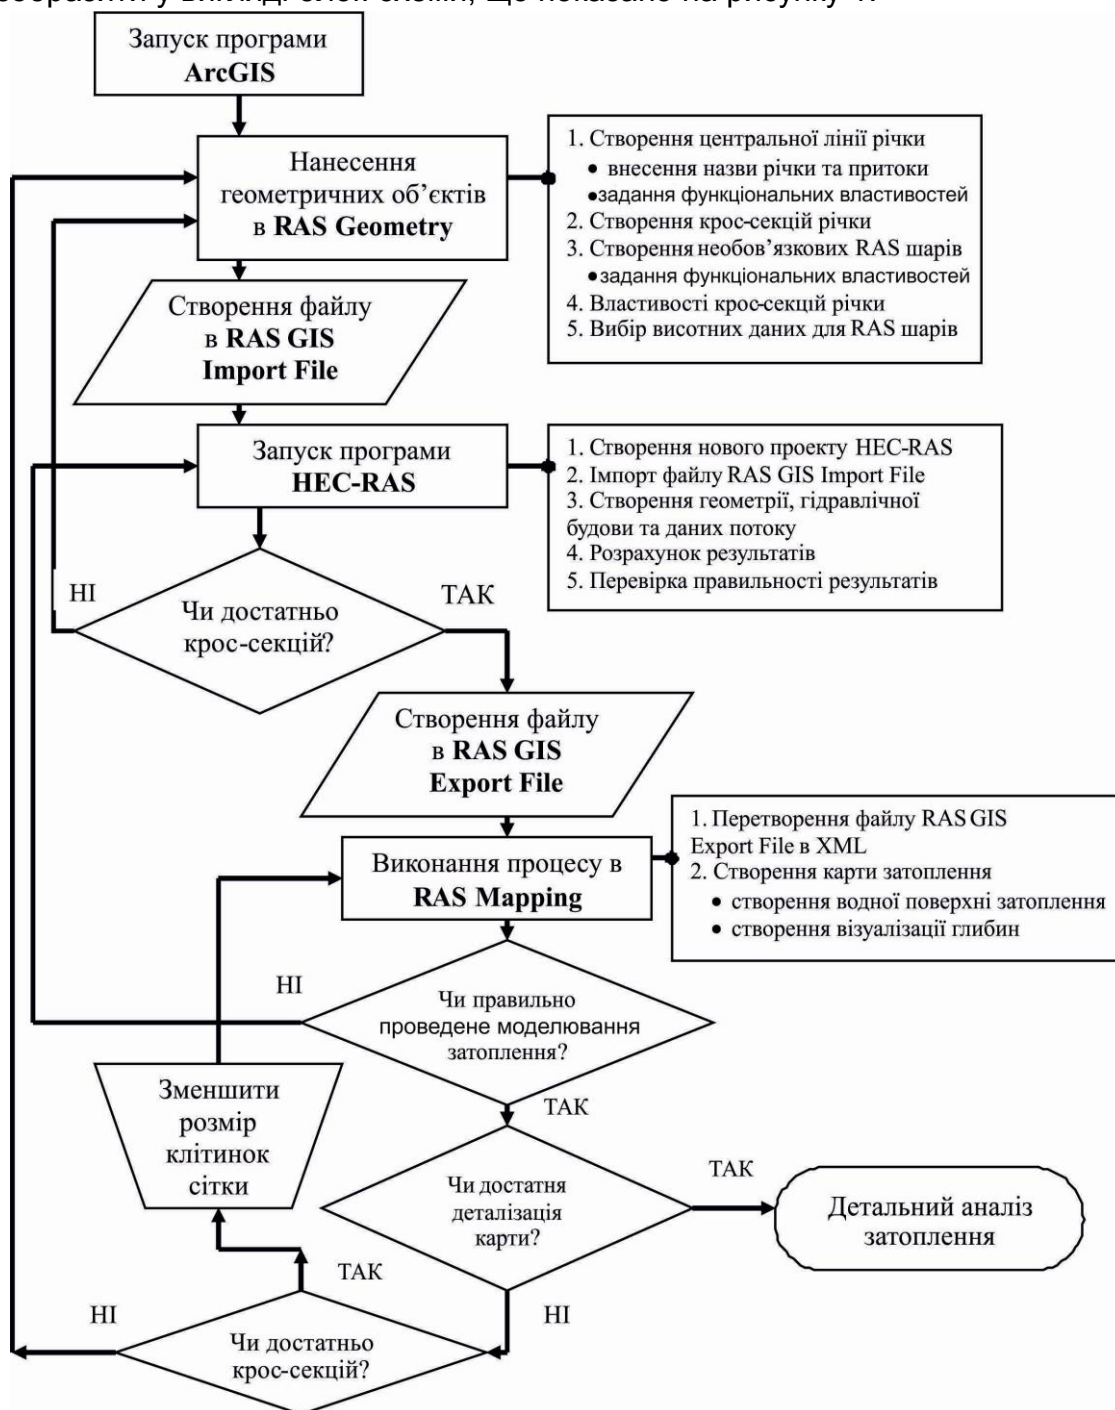 Запуск програми
ArcGIS
Нанесення
геометричних об’єктів
в RAS Geometry
1. Створення центральної лінії річки
• внесення назви річки та притоки
•задання функціональних властивостей
2. Створення крос-секцій річки
3. Створення необов’язкових RAS шарів
•задання функціональних властивостей
4. Властивості крос-секцій річки
5. Вибір висотних даних для RAS шарів
Створення файлу
в RAS GIS
Import File
Запуск програми
HEC-RAS
1. Створення нового проекту HEC-RAS
2. Імпорт файлу RAS GIS Import File
3. Створення геометрії, гідравлічної
будови та даних потоку
4. Розрахунок результатів
5. Перевірка правильності результатів
НІ
ТАК
Чи достатньо
крос-секцій?
Створення файлу
в RAS GIS
Export File
Виконання процесу в
RAS Mapping
1. Перетворення файлу RAS GIS
Export File в XML
2. Створення карти затоплення
• створення водної поверхні затоплення
• створення візуалізації глибин
НІ
Чи правильно
проведене моделювання
затоплення?
ТАК
Зменшити
розмір
клітинок
сітки
Чи достатня
деталізація
карти?
ТАК
Детальний аналіз
затоплення
ТАК
НІ
НІ
Чи достатньо
крос-секцій?